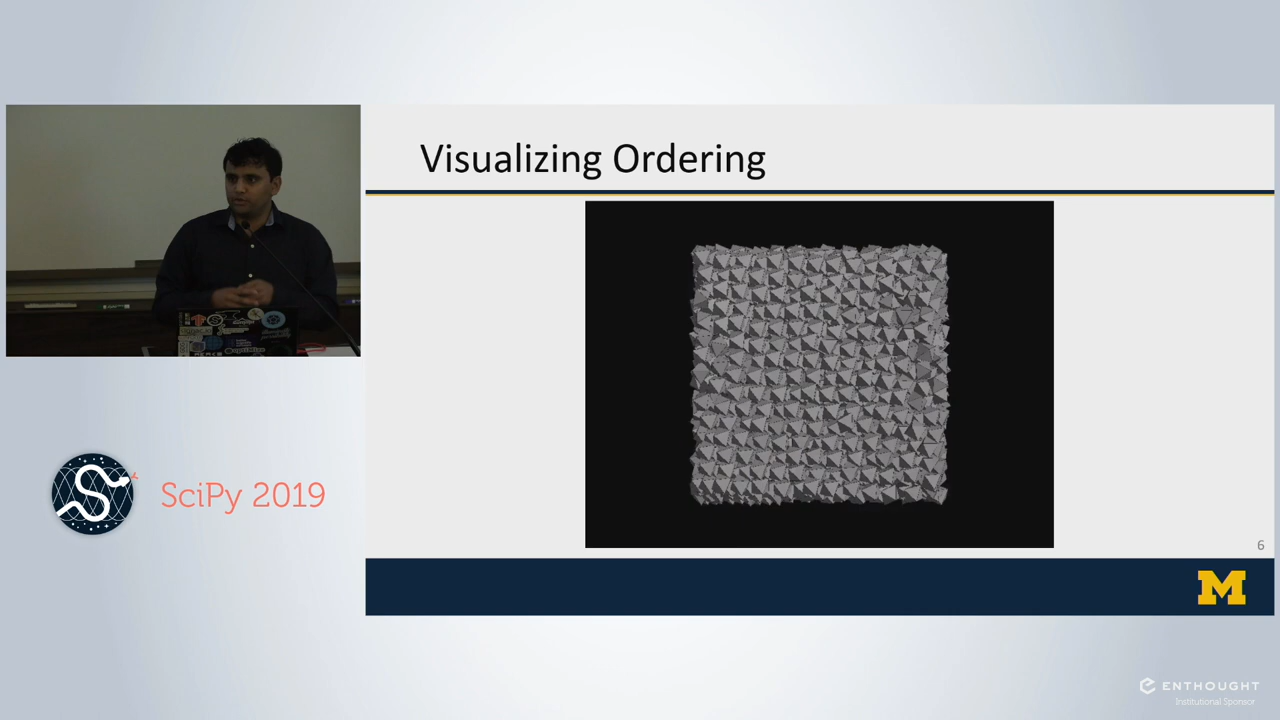 Visualizing Ordering
6
M
SciPy 2019
ENTHOUGHT
Institutional Sponsor